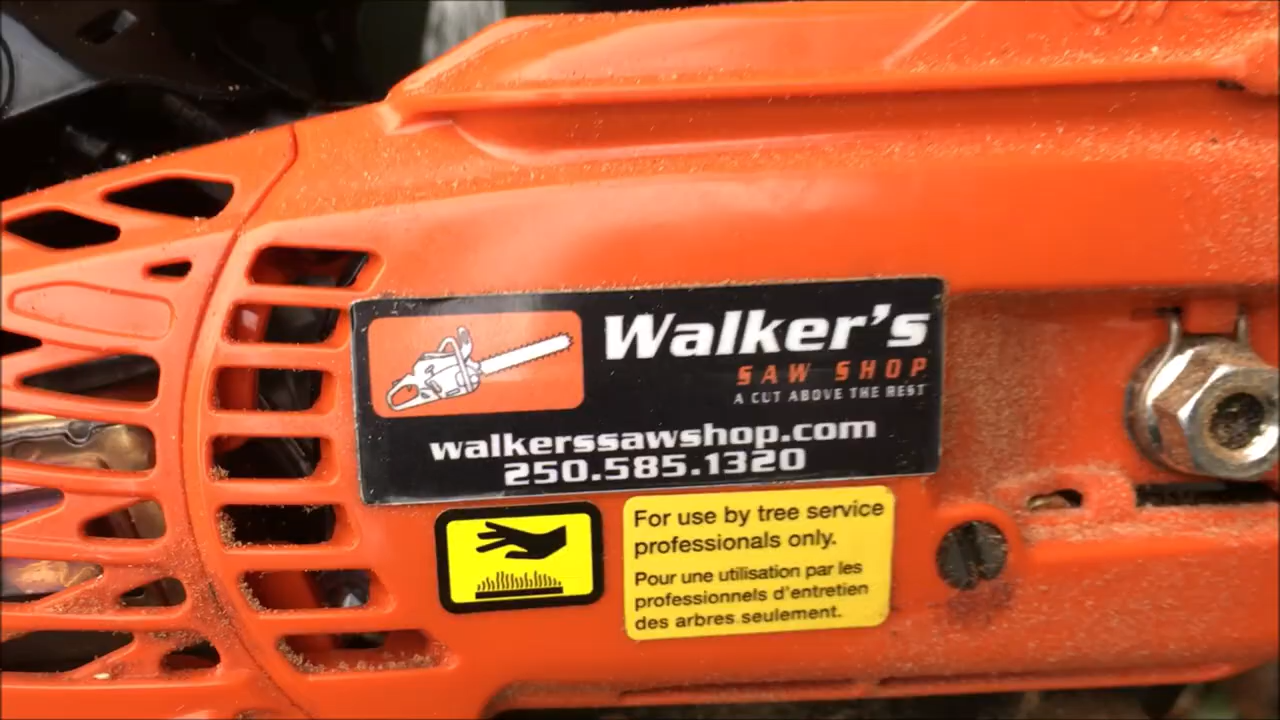 Walker's
SAW SHOP
A CUT ABOVE THE REST
walkerssawshop.com
250.585.1320
For use by tree service
professionals only.
Pour une utilisation par les
professionnels d'entretien
des arbres seulement.